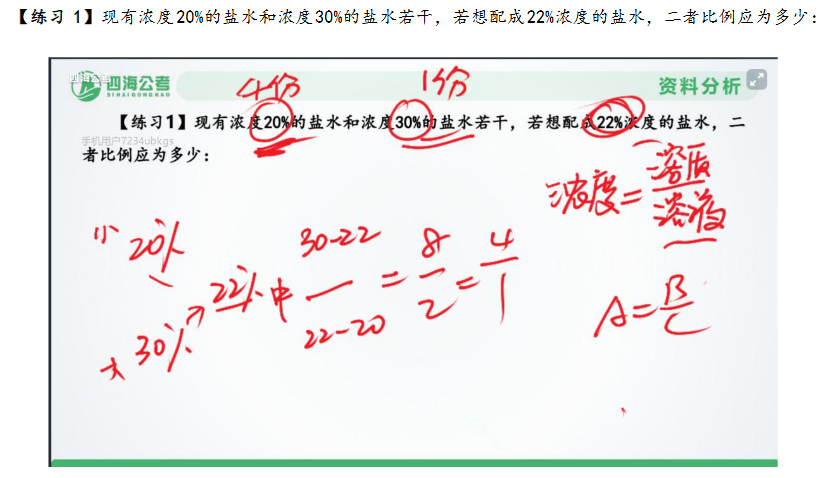 【练习 1】现有浓度20%的盐水和浓度30%的盐水若干，若想配成22%浓度的盐水，二者比例应为多少：
四海公考
SIHAIGONGKAO
资料分析
4份
1份
【练习1】现有浓度20%的盐水和浓度30%的盐水若干，若想配成22%浓度的盐水，二
手机用户7234ubkgs
者比例应为多少：
浓度=溶质/溶液
小 20%
大 30%
22%中
30-22/22-20=8/2=4/1
A=B/C